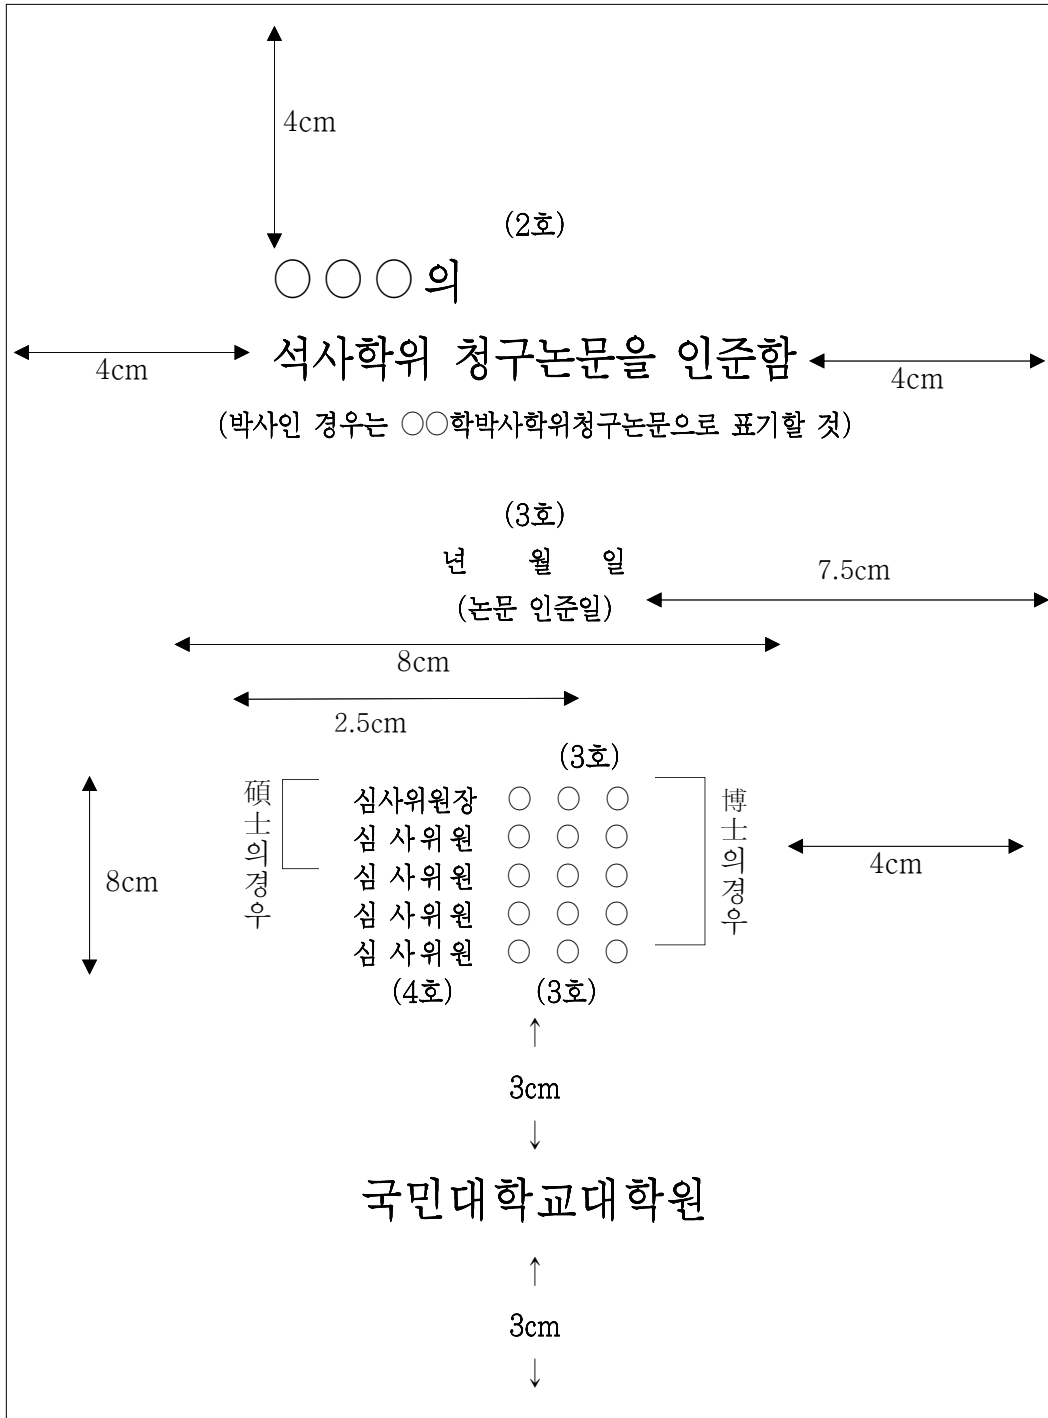 4cm
(2호)
○○○의
4cm
석사학위 청구논문을 인준함
4cm
(박사인 경우는 ○○학박사학위청구논문으로 표기할 것)
(3호)
년 월 일
7.5cm
(논문 인준일)
8cm
2.5cm
(3호)
碩士의경우
심사위원장 ○ ○ ○
심 사위원 ○ ○ ○
심 사위원 ○ ○ ○
심 사위원 ○ ○ ○
심 사위원 ○ ○ ○
博士의경우
4cm
8cm
(4호) (3호)
3cm
국민대학교대학원
3cm